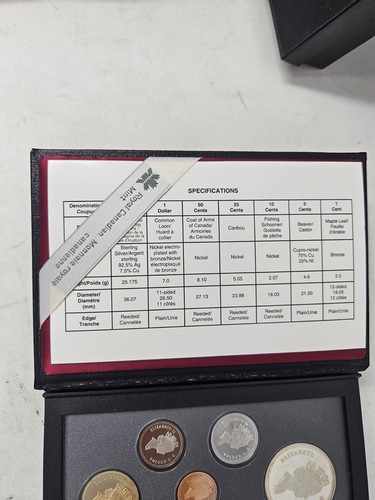 SPECIFICATIONS
Royal Canadian Mint
Monnaie royale canadienne
Denomination
Coupure
1 Dollar
50 Cents
25 Cents
10 Cents
5 Cents
1 Cent
Common Loon/ Huard à collier
Coat of Arms of Canada/ Armoiries du Canada
Caribou
Fishing Schooner/ Goélette de pêche
Beaver/ Castor
Maple Leaf/ Feuille d'érable
Sterling Silver/Argent sterling 92.5% Ag 7.5% Cu
Nickel electro-plated with bronze/Nickel electroplaqué de bronze
Nickel
Nickel
Nickel
Cupro-nickel 75% Cu 25% Ni
Bronze
ght/Poids (g)
25.175
7.0
8.10
5.05
2.07
4.6
2.5
Diameter/ Diamètre (mm)
36.07
11-sided 26.50 11 côtés
27.13
23.88
18.03
21.20
12-sided 19.05 12 côtés
Edge/ Tranche
Reeded/ Cannelée
Plain/Unie
Reeded/ Cannelée
Reeded/ Cannelée
Reeded/ Cannelée
Plain/Unie
Plain/Unie
ELIZABETH
ELIZABETH